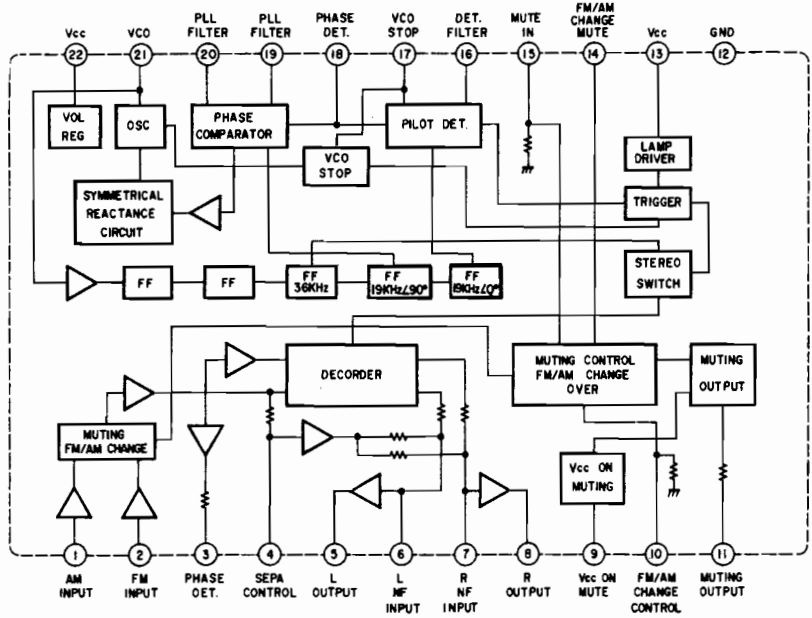 Vcc
VCO
PLL
FILTER
PLL
FILTER
PHASE
DET.
VCO
STOP
DET.
FILTER
MUTE
IN
FM/AM
CHANGE
MUTE
Vcc
GND
22
21
20
19
18
17
16
15
14
13
12
VOL
REG
OSC
PHASE
COMPARATOR
PILOT DET.
VCO
STOP
LAMP
DRIVER
TRIGGER
SYMMETRICAL
REACTANCE
CIRCUIT
STEREO
SWITCH
FF
FF
FF
36KHz
FF
19KHz∠90°
FF
19KHz∠0°
DECORDER
MUTING CONTROL
FM/AM CHANGE
OVER
MUTING
OUTPUT
MUTING
FM/AM CHANGE
Vcc ON
MUTING
1
2
3
4
5
6
7
8
9
10
11
AM
INPUT
FM
INPUT
PHASE
DET.
SEPA
CONTROL
L
OUTPUT
L
NF
INPUT
R
NF
INPUT
R
OUTPUT
Vcc ON
MUTE
FM/AM
CHANGE
CONTROL
MUTING
OUTPUT